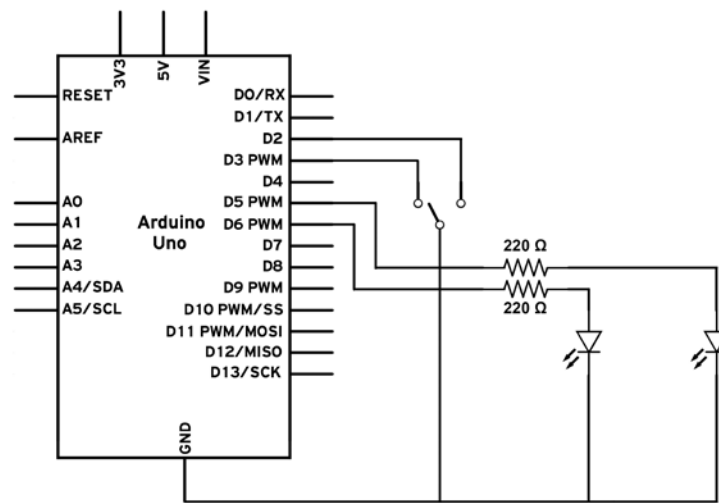 3V3
5V
VIN
RESET
D0/RX
D1/TX
AREF
D2
D3 PWM
D4
A0
D5 PWM
A1
Arduino
Uno
D6 PWM
A2
D7
A3
D8
A4/SDA
D9 PWM
A5/SCL
D10 PWM/SS
D11 PWM/MOSI
D12/MISO
D13/SCK
GND
220 Ω
220 Ω